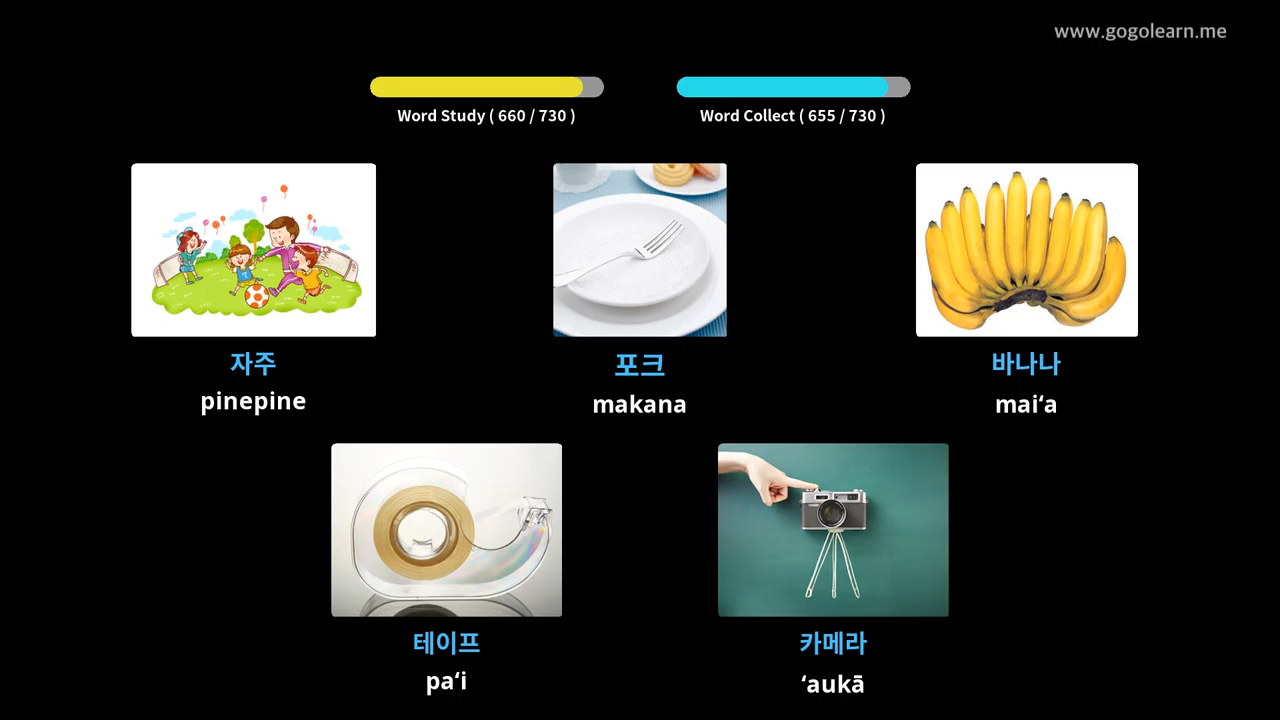 www.gogolearn.me
Word Study ( 660 / 730 )
Word Collect ( 655 / 730 )
자주
pinepine
포크
makana
바나나
maiʻa
테이프
paʻi
카메라
ʻaukā